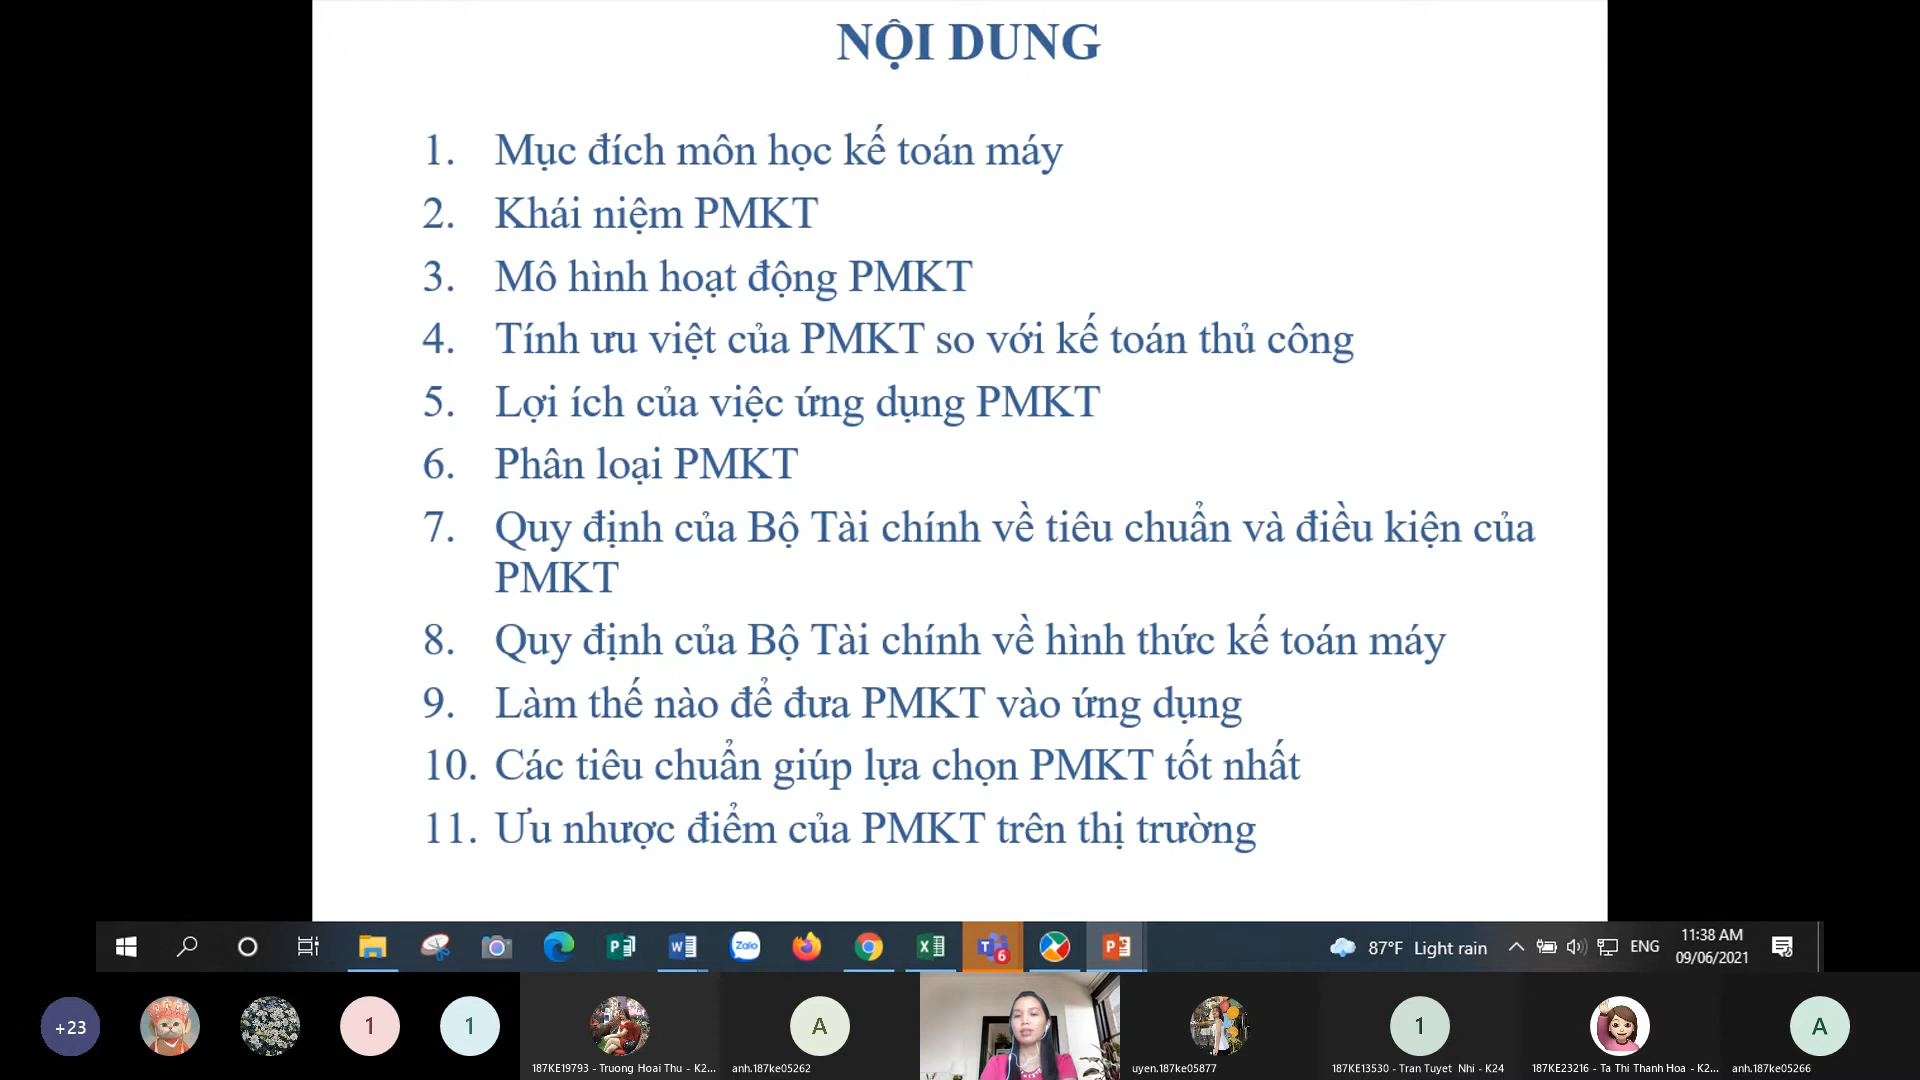 NỘI DUNG
1. Mục đích môn học kế toán máy
2. Khái niệm PMKT
3. Mô hình hoạt động PMKT
4. Tính ưu việt của PMKT so với kế toán thủ công
5. Lợi ích của việc ứng dụng PMKT
6. Phân loại PMKT
7. Quy định của Bộ Tài chính về tiêu chuẩn và điều kiện của
PMKT
8. Quy định của Bộ Tài chính về hình thức kế toán máy
9. Làm thế nào để đưa PMKT vào ứng dụng
10. Các tiêu chuẩn giúp lựa chọn PMKT tốt nhất
11. Ưu nhược điểm của PMKT trên thị trường
Zalo
6
87°F Light rain
ENG
11:38 AM
09/06/2021
+23
1
1
A
1
A
187KE19793 - Truong Hoai Thu - K2...
anh.187ke05262
uyen.187ke05877
187KE13530 - Tran Tuyet Nhi - K24
187KE23216 - Ta Thi Thanh Hoa - K2...
anh.187ke05266